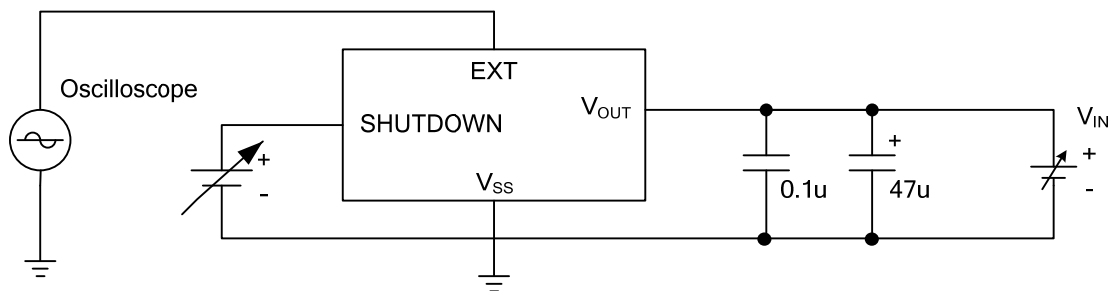 EXT
Oscilloscope
SHUTDOWN
VOUT
VIN
+
-
VSS
+
0.1u
47u
+
-